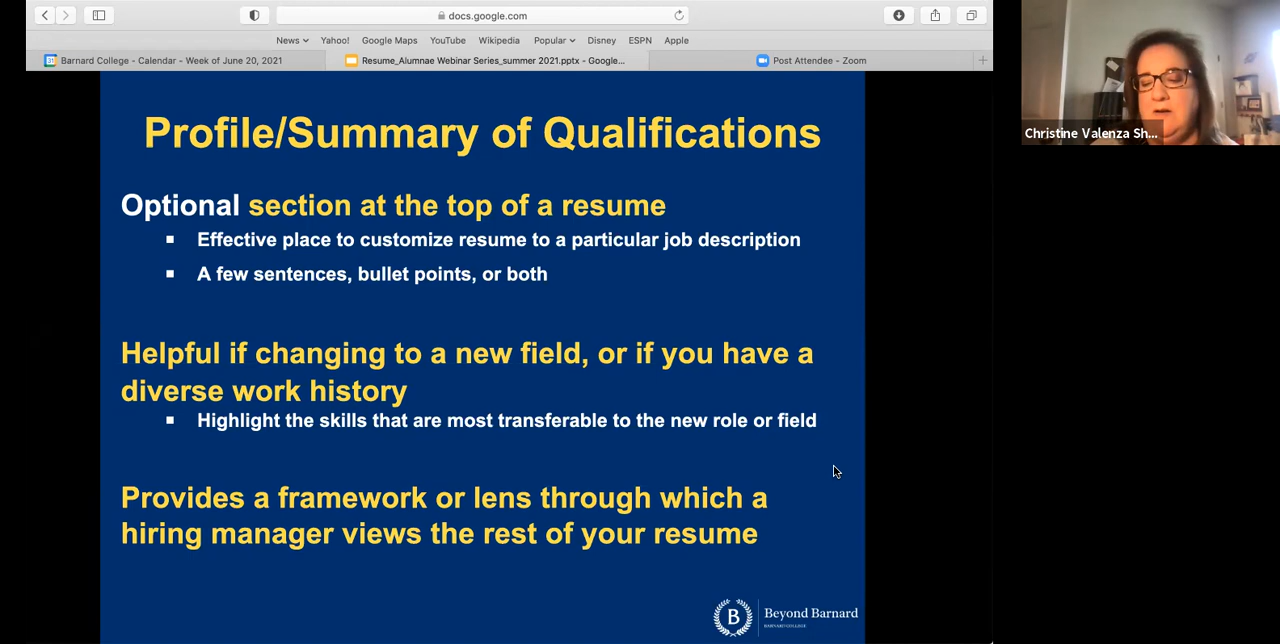 docs.google.com
News
Yahoo!
Google Maps
YouTube
Wikipedia
Popular
Disney
ESPN
Apple
Barnard College - Calendar - Week of June 20, 2021
Resume_Alumnae Webinar Series_summer 2021.pptx - Google...
Post Attendee - Zoom
Christine Valenza Sh...
Profile/Summary of Qualifications
Optional section at the top of a resume
Effective place to customize resume to a particular job description
A few sentences, bullet points, or both
Helpful if changing to a new field, or if you have a
diverse work history
Highlight the skills that are most transferable to the new role or field
Provides a framework or lens through which a
hiring manager views the rest of your resume
B
Beyond Barnard
BARNARD COLLEGE